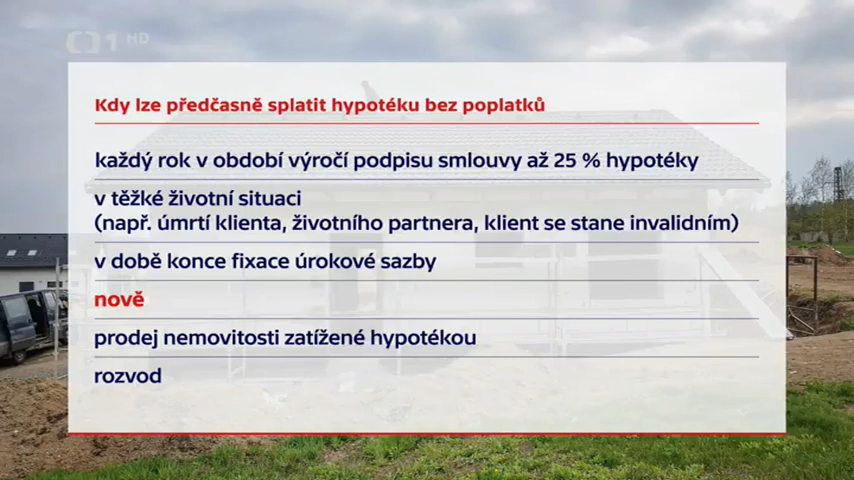 1 HD
Kdy lze předčasně splatit hypotéku bez poplatků
každý rok v období výročí podpisu smlouvy až 25 % hypotéky
v těžké životní situaci
(např. úmrtí klienta, životního partnera, klient se stane invalidním)
v době konce fixace úrokové sazby
nově
prodej nemovitosti zatížené hypotékou
rozvod